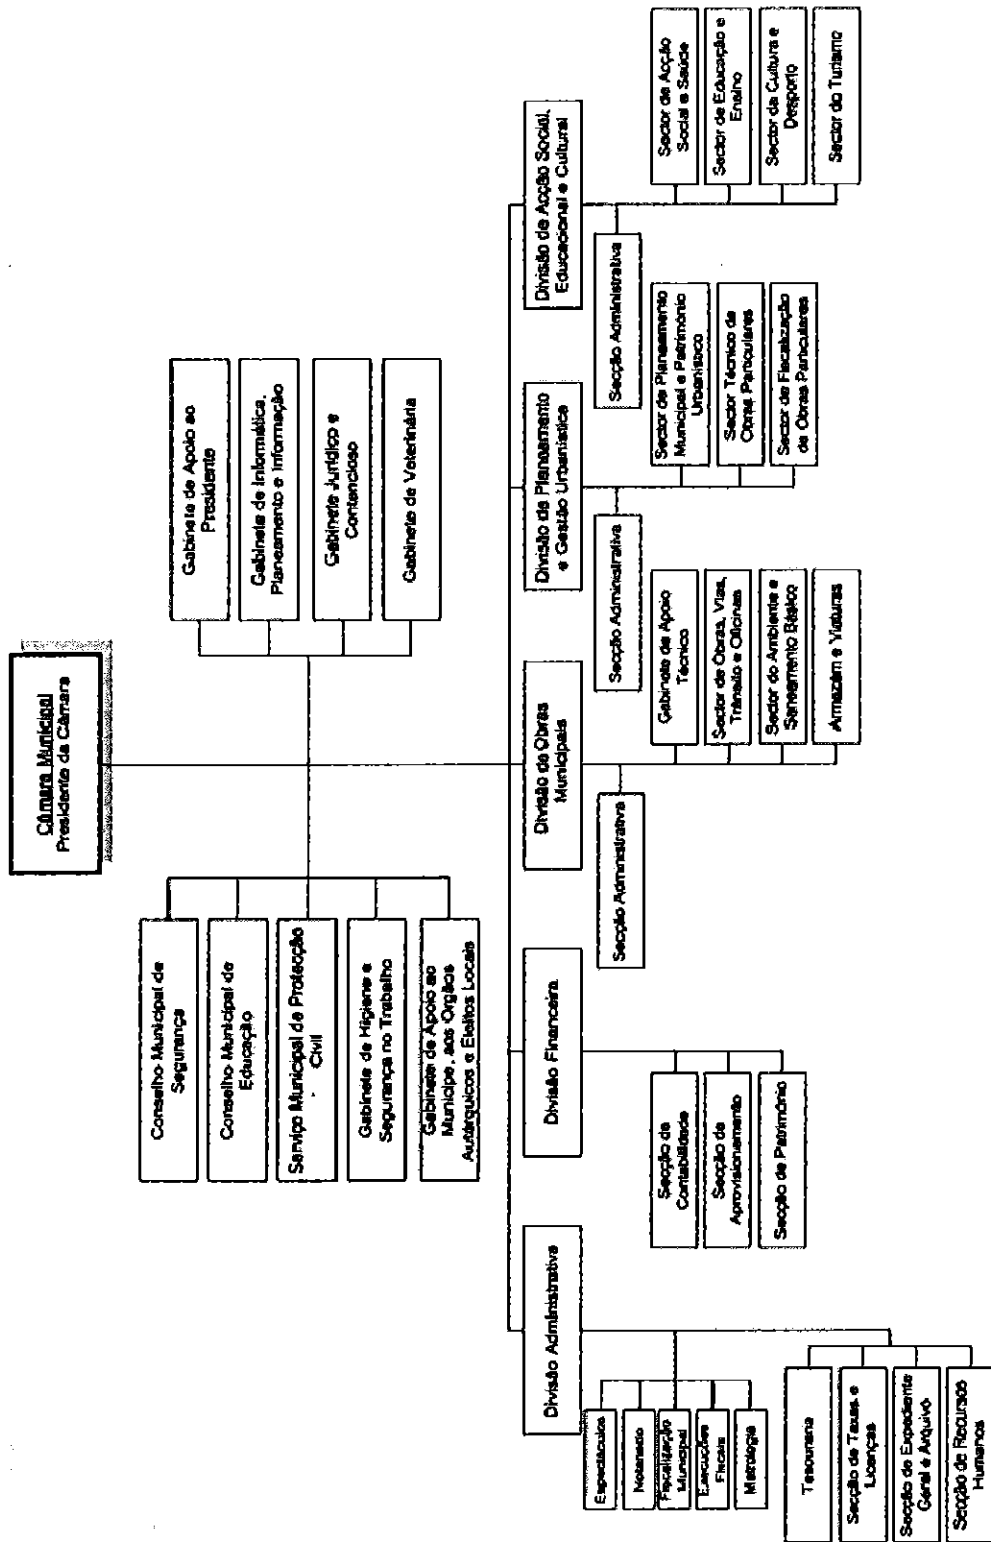 Câmara Municipal
Presidente da Câmara
Conselho Municipal de
Segurança
Conselho Municipal de
Educação
Serviço Municipal de Protecção
Civil
Gabinete de Higiene e
Segurança no Trabalho
Gabinete de Apoio ao
Munícipe, aos Orgãos
Autárquicos e Eleitos Locais
Gabinete de Apoio ao
Presidente
Gabinete de Informática,
Planeamento e Informação
Gabinete Jurídico e
Contencioso
Gabinete de Veterinária
Divisão Administrativa
Espectáculos
Notariado
Fiscalização
Municipal
Execuções
Fiscais
Metrologia
Tesouraria
Secção de Taxas e
Licenças
Secção de Expediente
Geral e Arquivo
Secção de Recursos
Humanos
Divisão Financeira
Secção de
Contabilidade
Secção de
Aprovisionamento
Secção de Património
Divisão de Obras
Municipais
Secção Administrativa
Gabinete de Apoio
Técnico
Sector de Obras, Vias,
Trânsito e Oficinas
Sector do Ambiente e
Saneamento Básico
Armazém e Viaturas
Divisão de Planeamento
e Gestão Urbanística
Secção Administrativa
Sector de Planeamento
Municipal e Património
Urbanístico
Sector Técnico de
Obras Particulares
Sector de Fiscalização
de Obras Particulares
Divisão de Acção Social,
Educacional e Cultural
Secção Administrativa
Sector de Acção
Social e Saúde
Sector de Educação e
Ensino
Sector da Cultura e
Desporto
Sector do Turismo